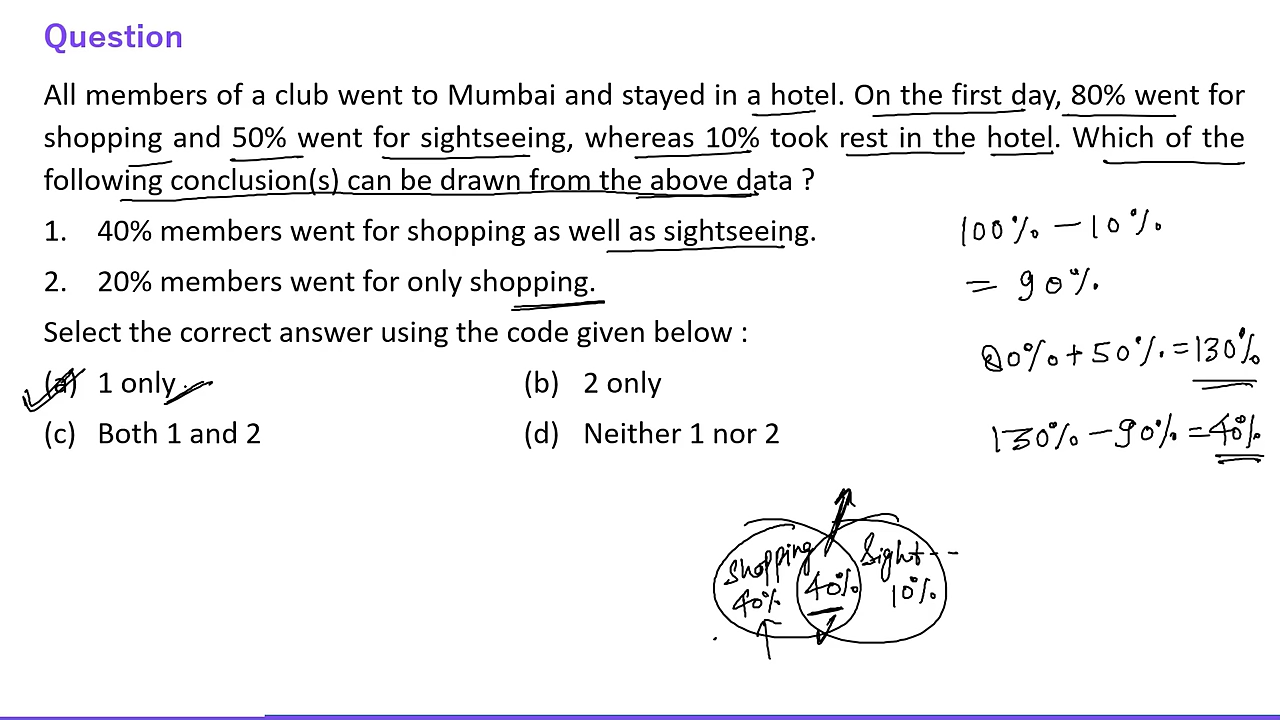 Question
All members of a club went to Mumbai and stayed in a hotel. On the first day, 80% went for
shopping and 50% went for sightseeing, whereas 10% took rest in the hotel. Which of the
following conclusion(s) can be drawn from the above data ?
1. 40% members went for shopping as well as sightseeing.
2. 20% members went for only shopping.
Select the correct answer using the code given below :
(a) 1 only
(b) 2 only
(c) Both 1 and 2
(d) Neither 1 nor 2
100% - 10%
= 90%
80% + 50% = 130%
130% - 90% = 40%
Shopping
40%
40%
Sight--
10%